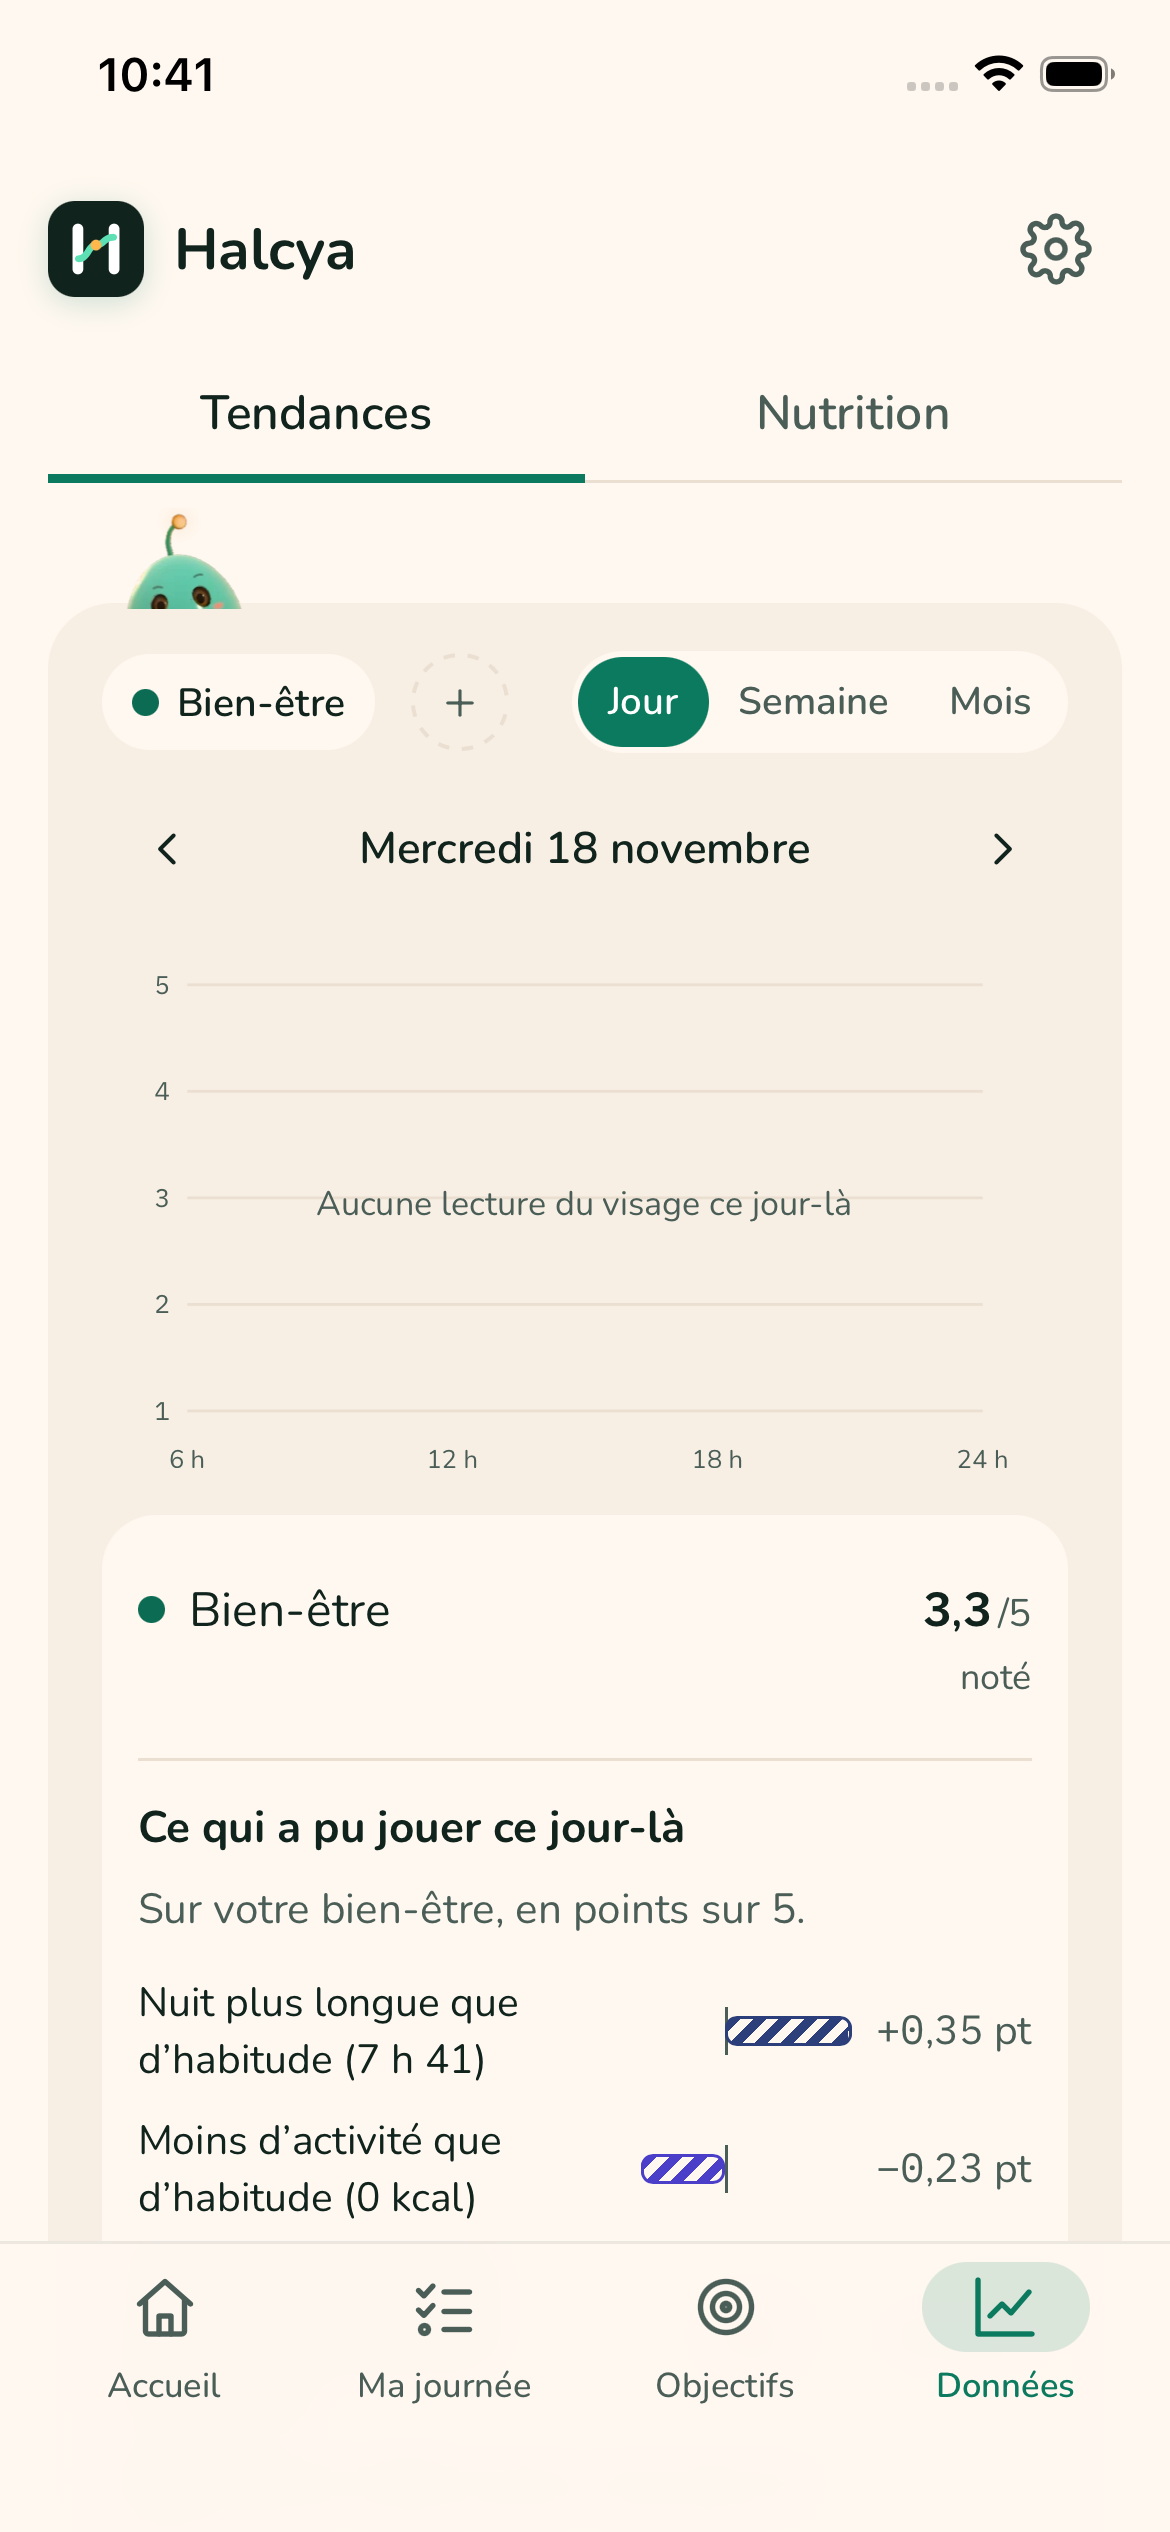 10:41
Halcya
Tendances
Nutrition
Bien-être
+
Jour
Semaine
Mois
Mercredi 18 novembre
5
4
3
Aucune lecture du visage ce jour-là
2
1
6 h
12 h
18 h
24 h
Bien-être
3,3 /5
noté
Ce qui a pu jouer ce jour-là
Sur votre bien-être, en points sur 5.
Nuit plus longue que
d’habitude (7 h 41)
+0,35 pt
Moins d’activité que
d’habitude (0 kcal)
−0,23 pt
Accueil
Ma journée
Objectifs
Données